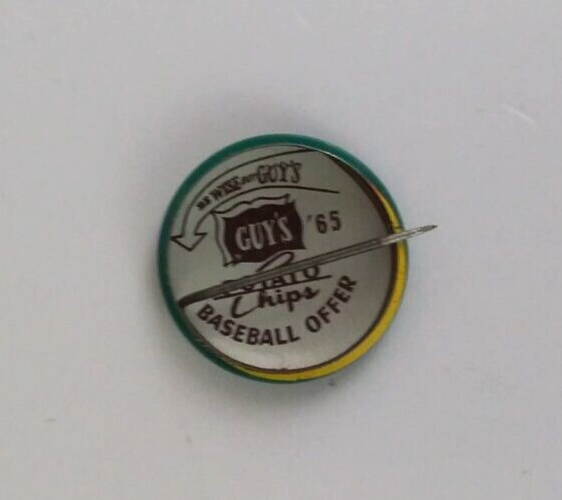 BE WISE BUY GUY'S
GUY'S '65
POTATO
Chips
BASEBALL OFFER